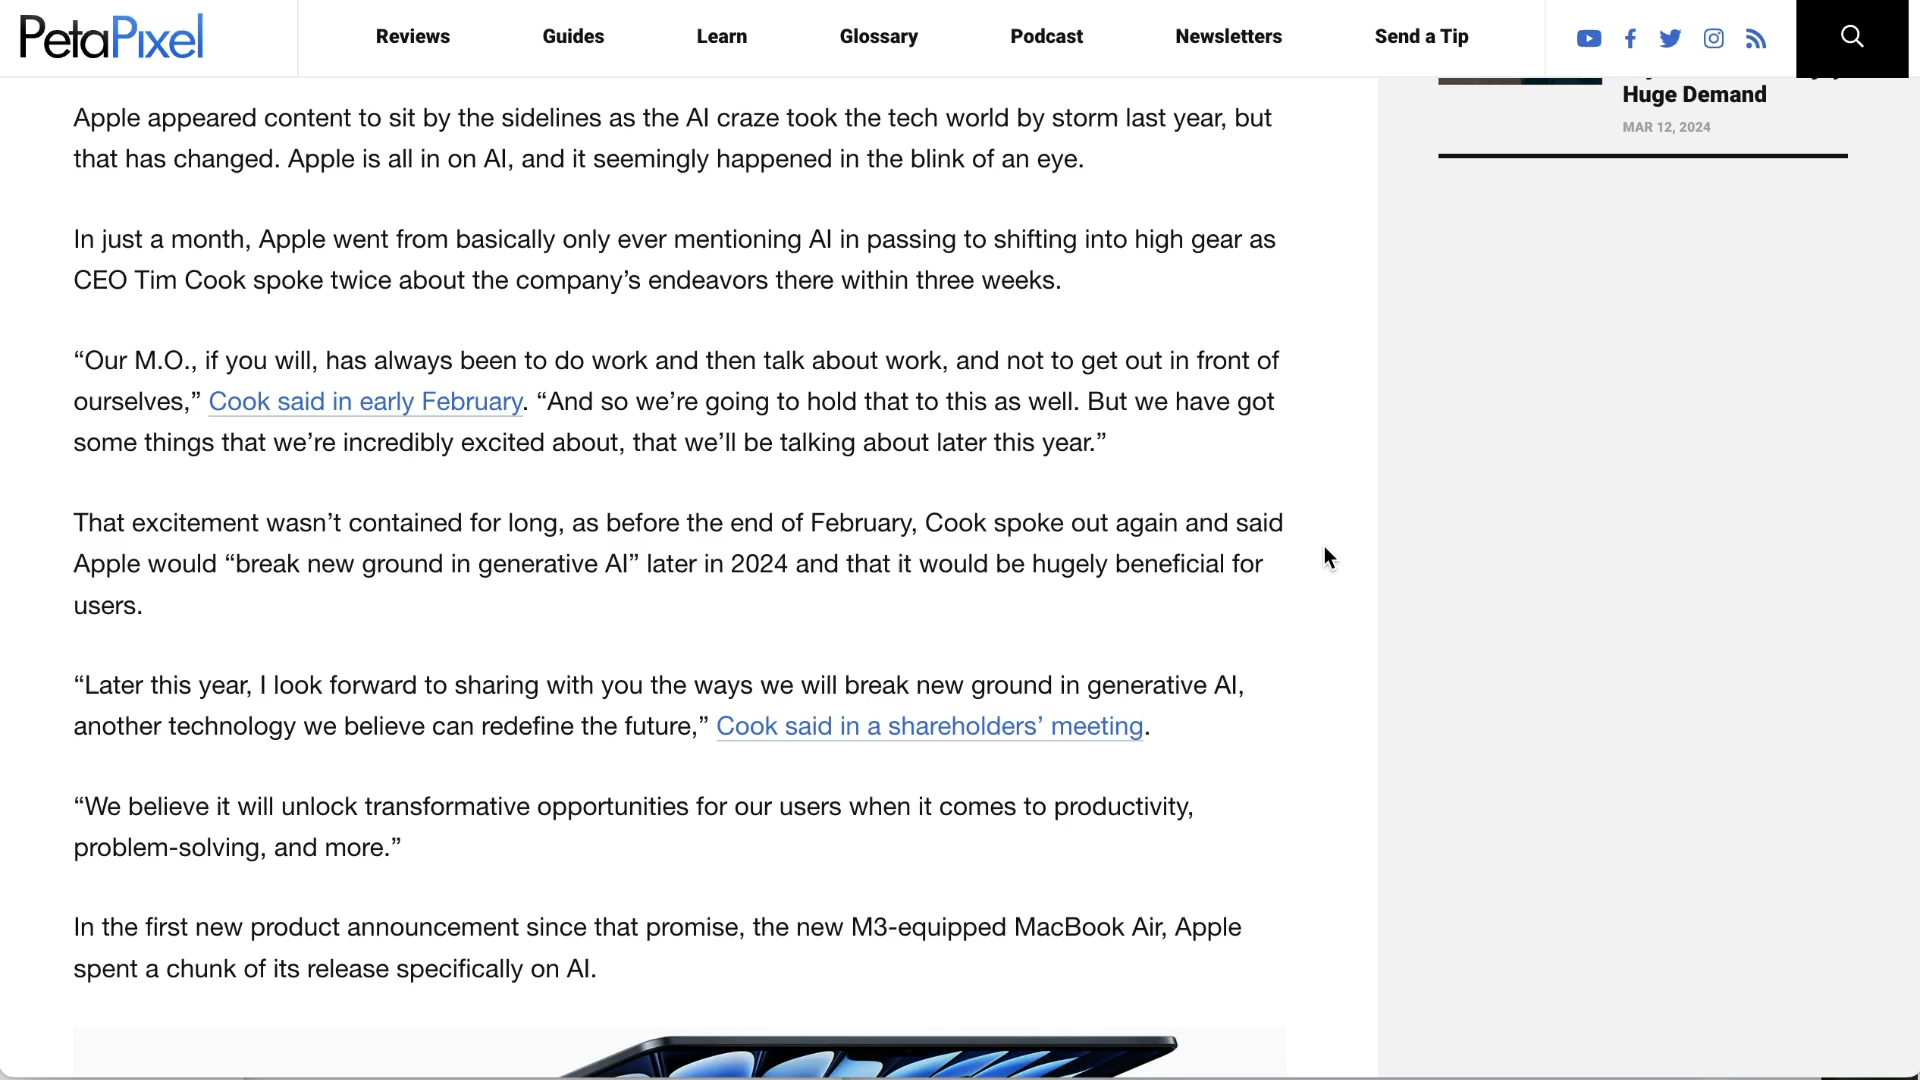 PetaPixel
Reviews
Guides
Learn
Glossary
Podcast
Newsletters
Send a Tip
Huge Demand
MAR 12, 2024
Apple appeared content to sit by the sidelines as the AI craze took the tech world by storm last year, but
that has changed. Apple is all in on AI, and it seemingly happened in the blink of an eye.
In just a month, Apple went from basically only ever mentioning AI in passing to shifting into high gear as
CEO Tim Cook spoke twice about the company’s endeavors there within three weeks.
“Our M.O., if you will, has always been to do work and then talk about work, and not to get out in front of
ourselves,” Cook said in early February. “And so we’re going to hold that to this as well. But we have got
some things that we’re incredibly excited about, that we’ll be talking about later this year.”
That excitement wasn’t contained for long, as before the end of February, Cook spoke out again and said
Apple would “break new ground in generative AI” later in 2024 and that it would be hugely beneficial for
users.
“Later this year, I look forward to sharing with you the ways we will break new ground in generative AI,
another technology we believe can redefine the future,” Cook said in a shareholders’ meeting.
“We believe it will unlock transformative opportunities for our users when it comes to productivity,
problem-solving, and more.”
In the first new product announcement since that promise, the new M3-equipped MacBook Air, Apple
spent a chunk of its release specifically on AI.